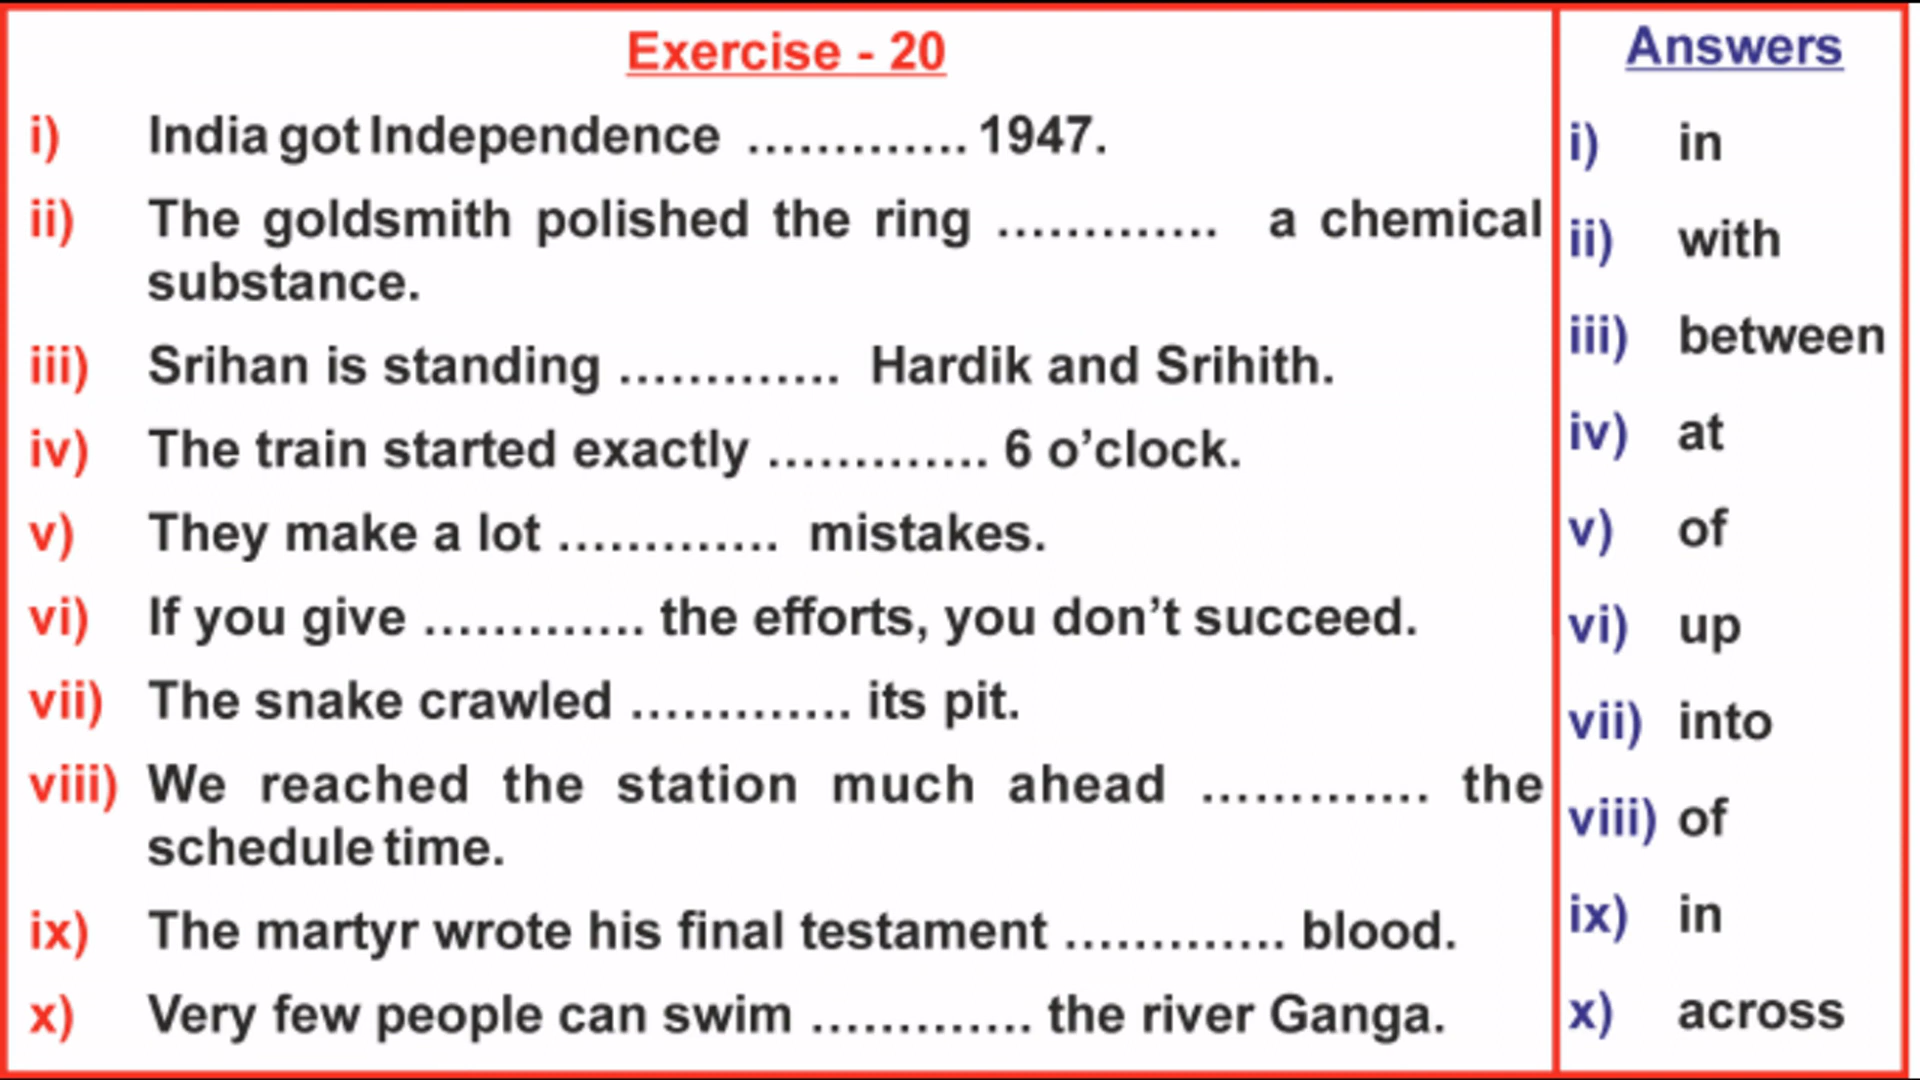 Exercise - 20
i) India got Independence ............. 1947.
ii) The goldsmith polished the ring ............. a chemical
substance.
iii) Srihan is standing ............. Hardik and Srihith.
iv) The train started exactly ............. 6 o’clock.
v) They make a lot ............. mistakes.
vi) If you give ............. the efforts, you don’t succeed.
vii) The snake crawled ............. its pit.
viii) We reached the station much ahead ............. the
schedule time.
ix) The martyr wrote his final testament ............. blood.
x) Very few people can swim ............. the river Ganga.
Answers
i) in
ii) with
iii) between
iv) at
v) of
vi) up
vii) into
viii) of
ix) in
x) across